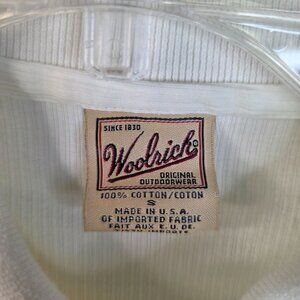 SINCE 1830
Woolrich®
ORIGINAL
OUTDOORWEAR
100% COTTON/COTON
S
MADE IN U.S.A.
OF IMPORTED FABRIC
FAIT AUX E.U. DE